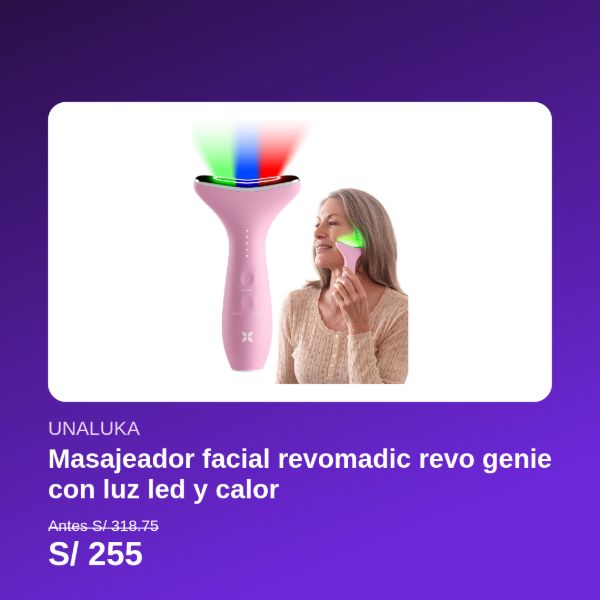 UNALUKA
Masajeador facial revomadic revo genie
con luz led y calor
Antes S/ 318.75
S/ 255